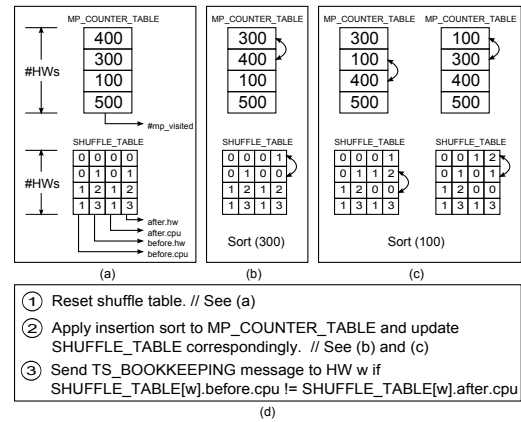 MP_COUNTER_TABLE
400
300
100
500
#HWs
#mp_visited
SHUFFLE_TABLE
0 0 0 0
0 1 0 1
1 2 1 2
1 3 1 3
#HWs
after.hw
after.cpu
before.hw
before.cpu
(a)
MP_COUNTER_TABLE
300
400
100
500
SHUFFLE_TABLE
0 0 0 1
0 1 0 0
1 2 1 2
1 3 1 3
Sort (300)
(b)
MP_COUNTER_TABLE
300
100
400
500
SHUFFLE_TABLE
0 0 0 1
0 1 1 2
1 2 0 0
1 3 1 3
MP_COUNTER_TABLE
100
300
400
500
SHUFFLE_TABLE
0 0 1 2
0 1 0 1
1 2 0 0
1 3 1 3
Sort (100)
(c)
1 Reset shuffle table. // See (a)
2 Apply insertion sort to MP_COUNTER_TABLE and update
SHUFFLE_TABLE correspondingly. // See (b) and (c)
3 Send TS_BOOKKEEPING message to HW w if
SHUFFLE_TABLE[w].before.cpu != SHUFFLE_TABLE[w].after.cpu
(d)